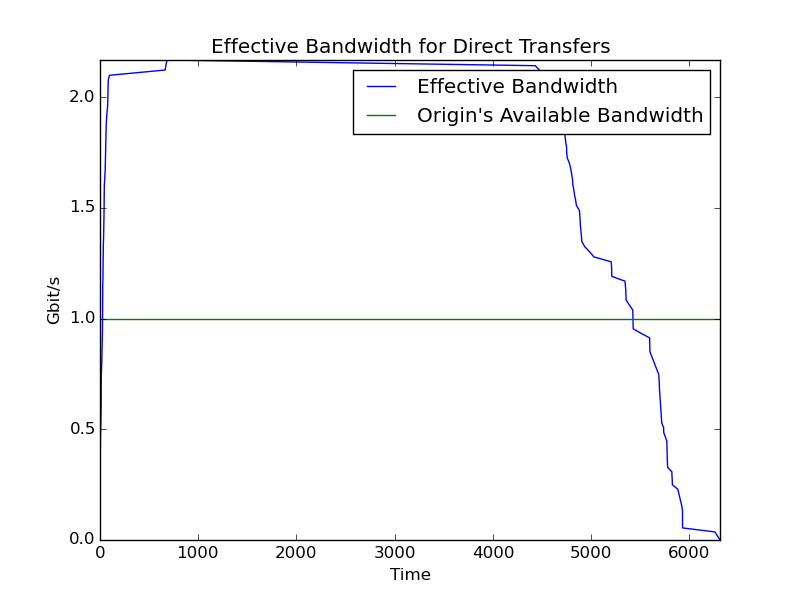 Effective Bandwidth for Direct Transfers
Effective Bandwidth
Origin's Available Bandwidth
2.0
1.5
1.0
0.5
0.0
Gbit/s
0 1000 2000 3000 4000 5000 6000
Time